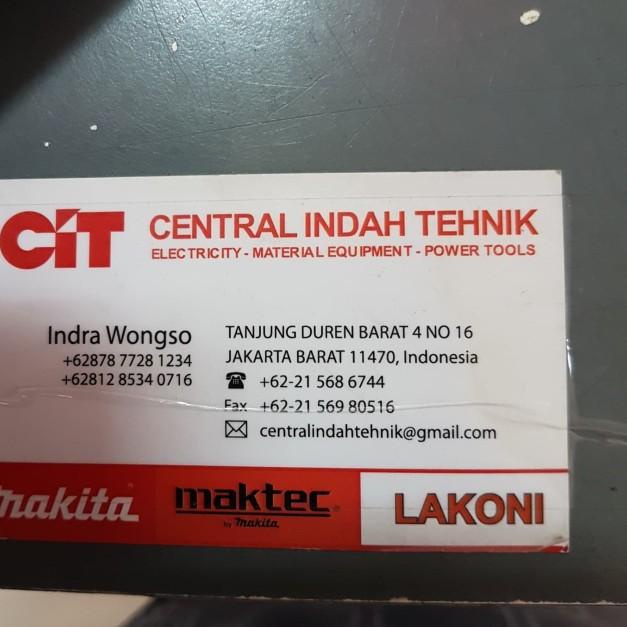 CIT
CENTRAL INDAH TEHNIK
ELECTRICITY - MATERIAL EQUIPMENT - POWER TOOLS
Indra Wongso
+62878 7728 1234
+62812 8534 0716
TANJUNG DUREN BARAT 4 NO 16
JAKARTA BARAT 11470, Indonesia
+62-21 568 6744
Fax +62-21 569 80516
centralindahtehnik@gmail.com
makita
maktec
by makita
LAKONI